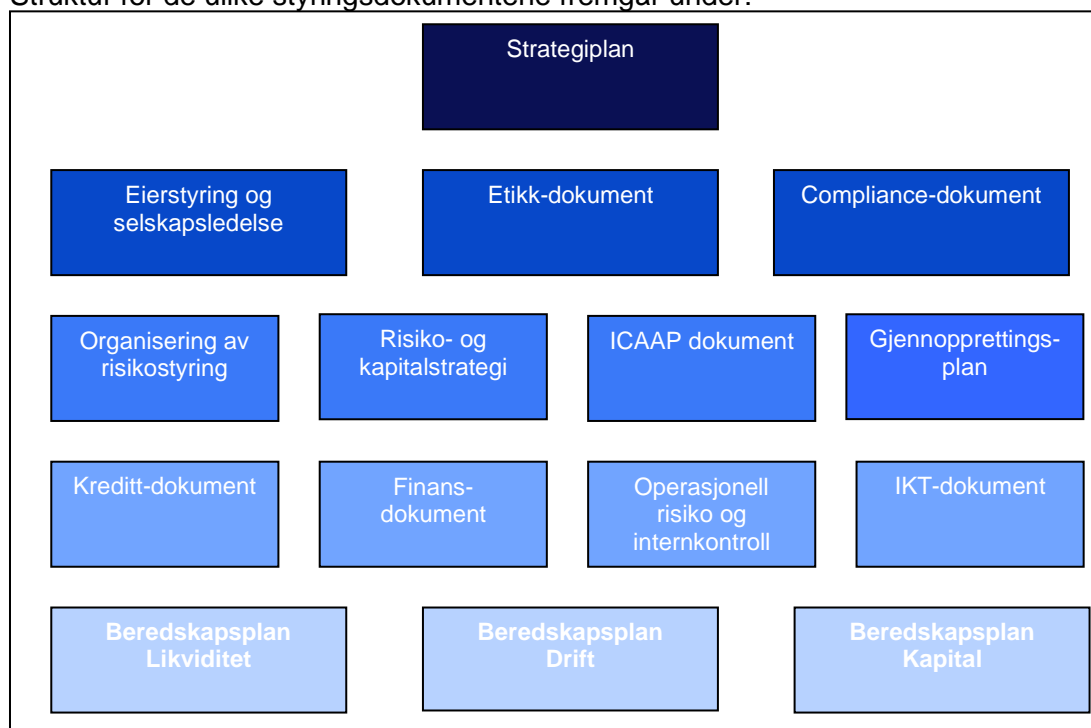 Struktur for de ulike styringsdokumentene fremgår under:
Strategiplan
Eierstyring og
selskapsledelse
Etikk-dokument
Compliance-dokument
Organisering av
risikostyring
Risiko- og
kapitalstrategi
ICAAP dokument
Gjennopprettings-
plan
Kreditt-dokument
Finans-
dokument
Operasjonell
risiko og
internkontroll
IKT-dokument
Beredskapsplan
Likviditet
Beredskapsplan
Drift
Beredskapsplan
Kapital